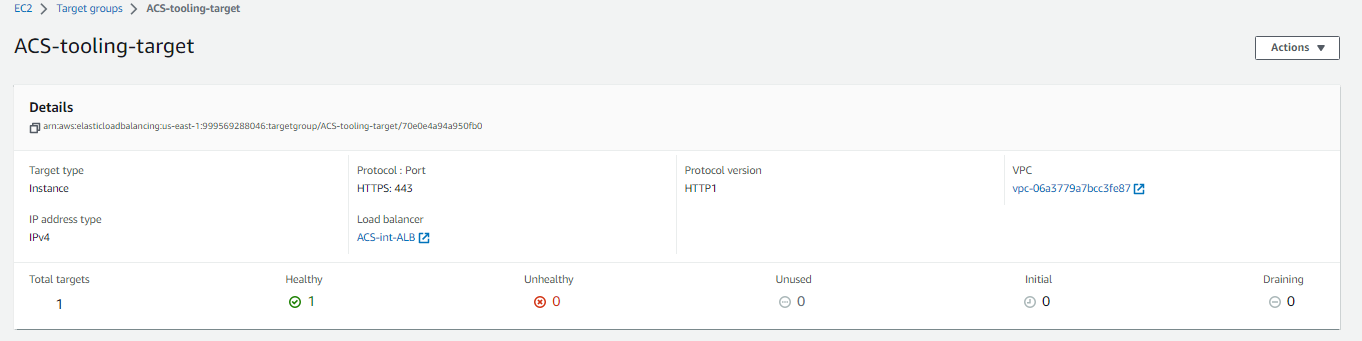 EC2 > Target groups > ACS-tooling-target
ACS-tooling-target
Actions
Details
arn:aws:elasticloadbalancing:us-east-1:999569288046:targetgroup/ACS-tooling-target/70e0e4a94a950fb0
Target type
Instance
Protocol : Port
HTTPS: 443
Protocol version
HTTP1
VPC
vpc-06a3779a7bcc3fe87
IP address type
IPv4
Load balancer
ACS-int-ALB
Total targets
1
Healthy
1
Unhealthy
0
Unused
0
Initial
0
Draining
0